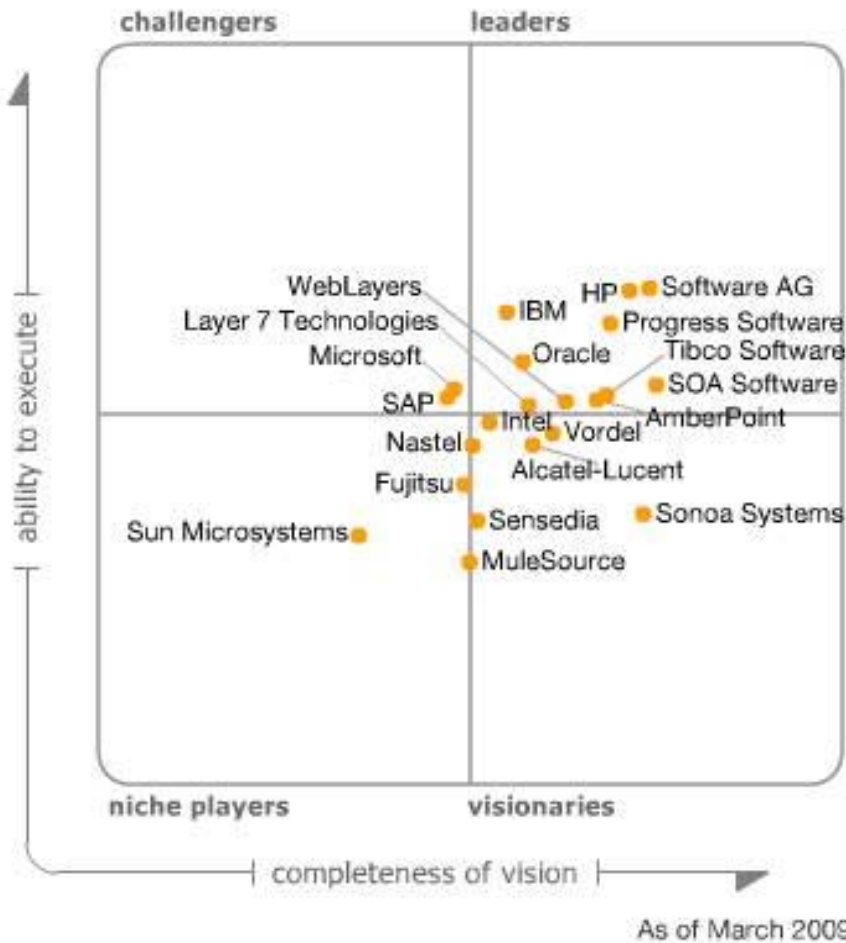 challengers
leaders
WebLayers
HP
Software AG
IBM
Layer 7 Technologies
Progress Software
Microsoft
Oracle
Tibco Software
SAP
SOA Software
Intel
AmberPoint
Nastel
Vordel
Alcatel-Lucent
Fujitsu
Sun Microsystems
Sensedia
Sonoa Systems
MuleSource
ability to execute
niche players
visionaries
completeness of vision
As of March 2009